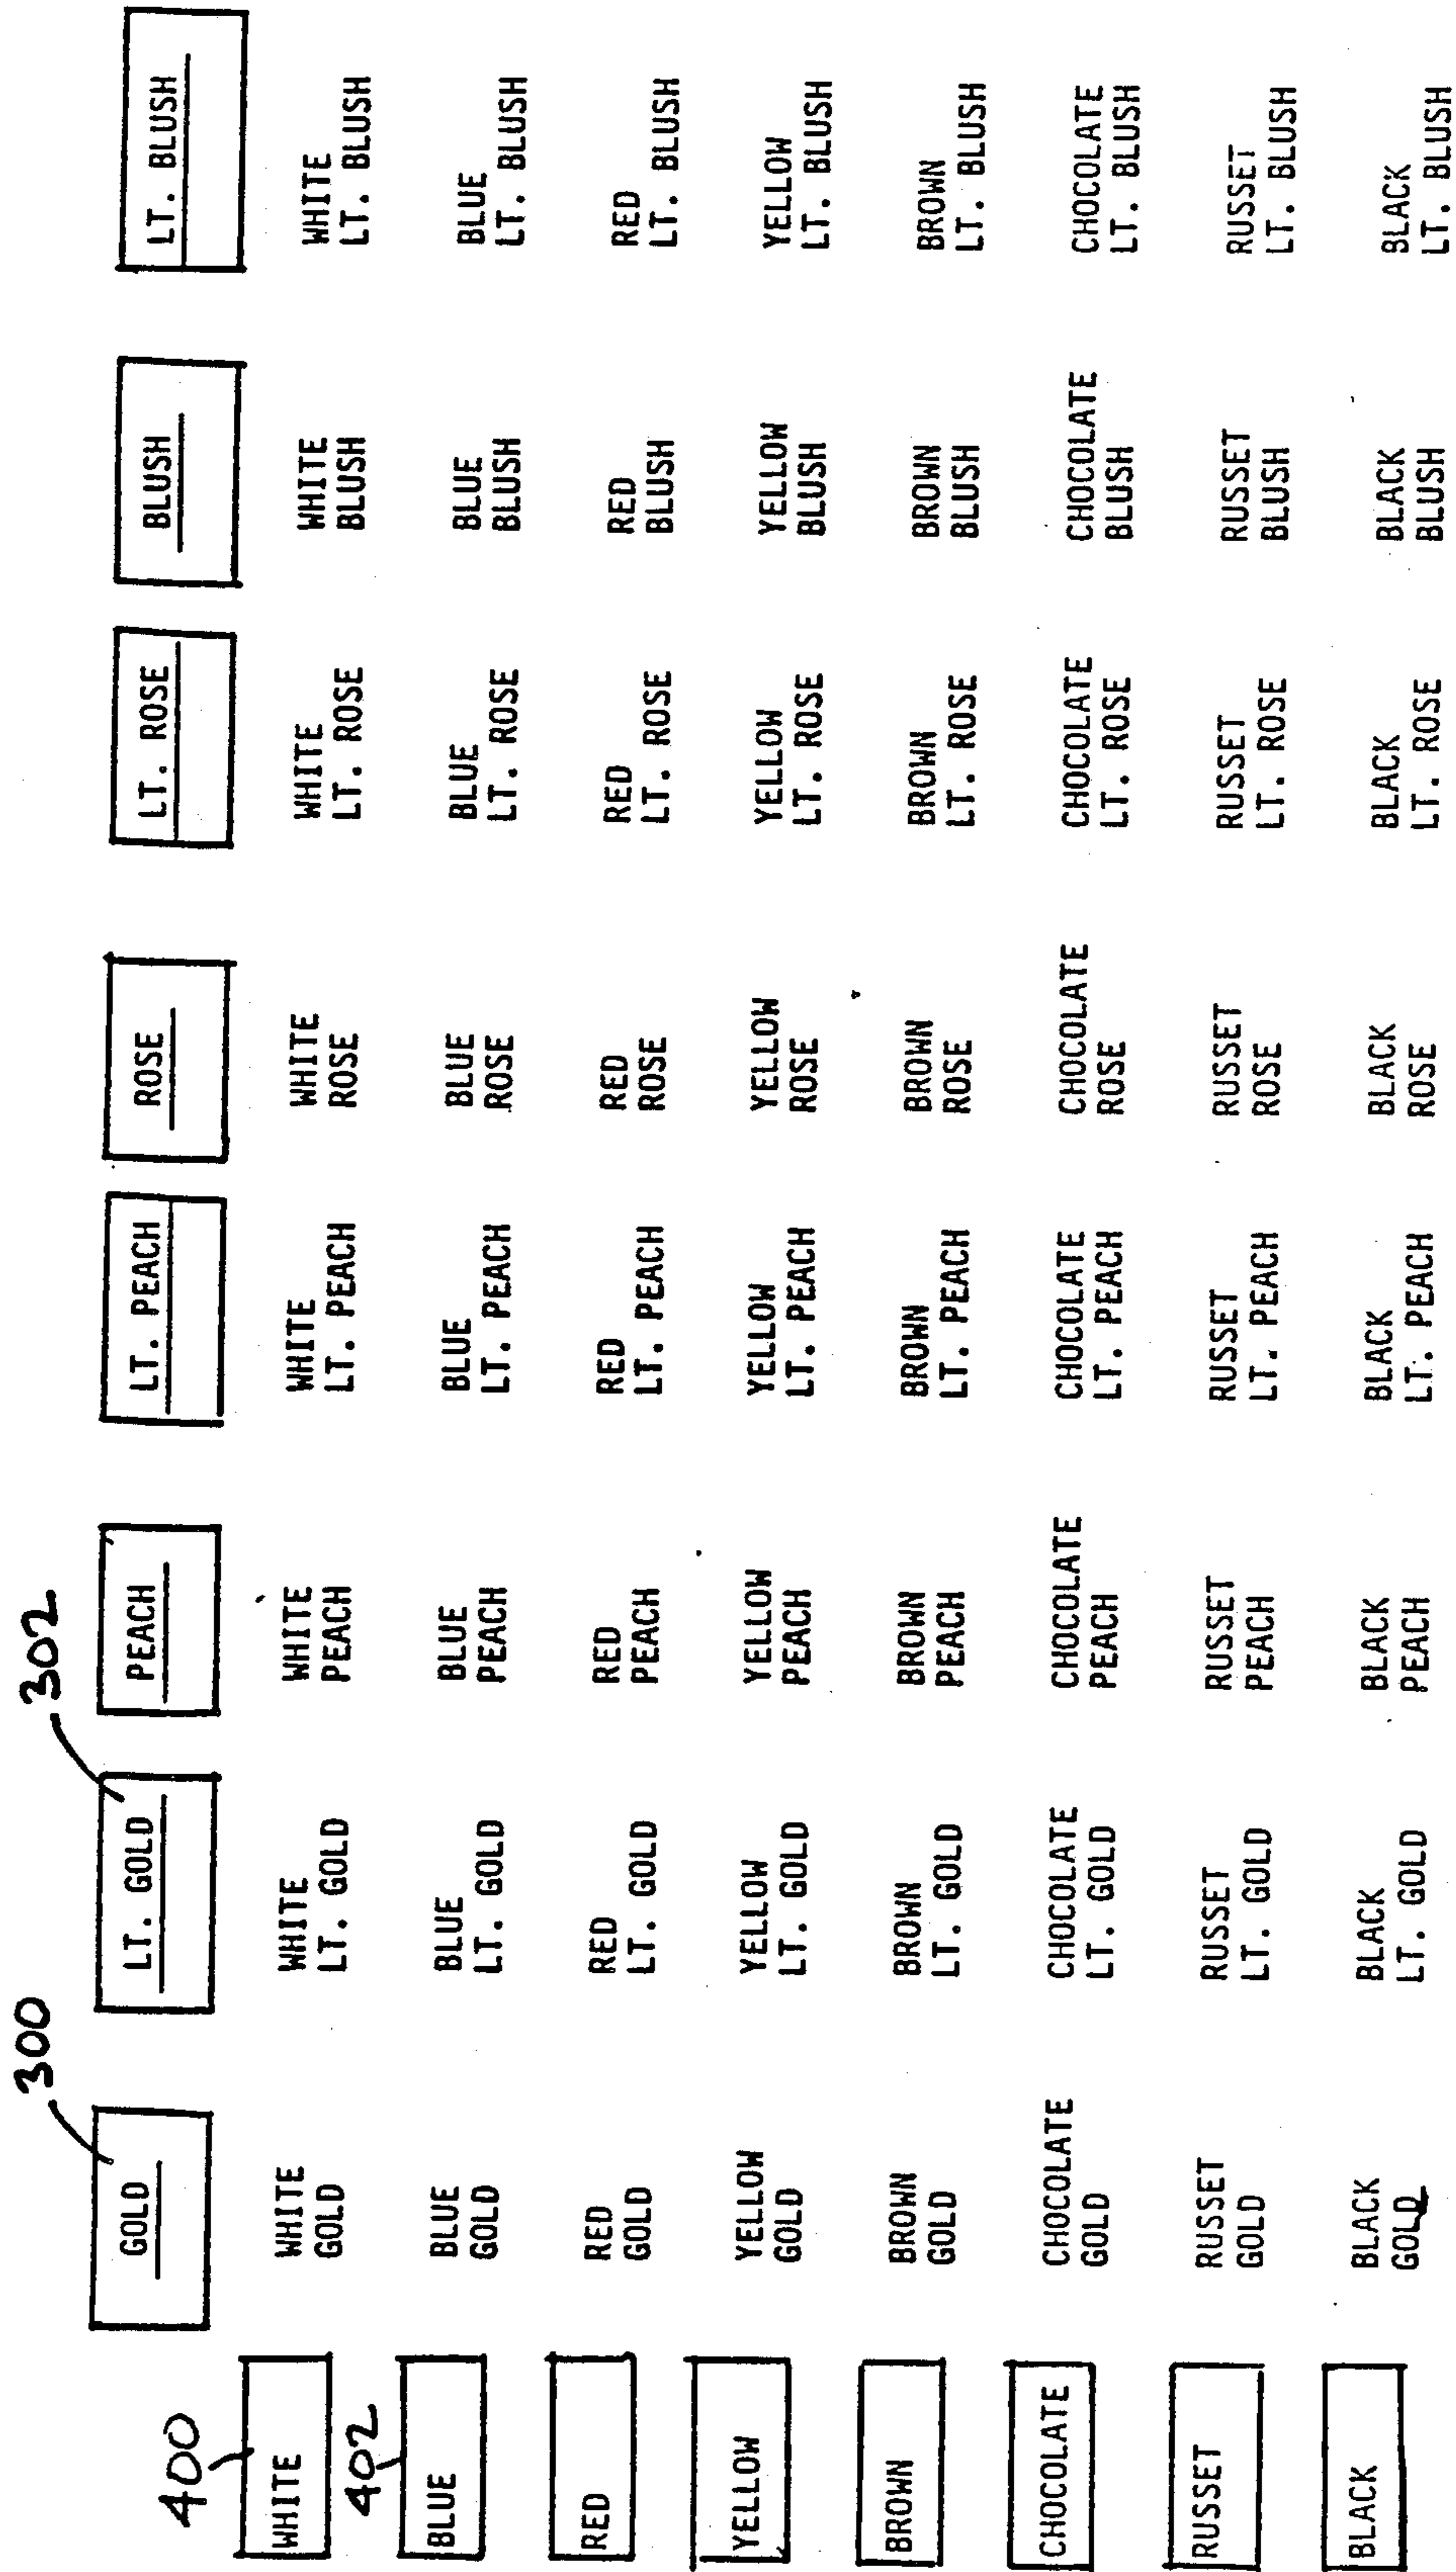 300
302
GOLD
LT. GOLD
PEACH
LT. PEACH
ROSE
LT. ROSE
BLUSH
LT. BLUSH
400
WHITE
WHITE
GOLD
WHITE
LT. GOLD
WHITE
PEACH
WHITE
LT. PEACH
WHITE
ROSE
WHITE
LT. ROSE
WHITE
BLUSH
WHITE
LT. BLUSH
402
BLUE
BLUE
GOLD
BLUE
LT. GOLD
BLUE
PEACH
BLUE
LT. PEACH
BLUE
ROSE
BLUE
LT. ROSE
BLUE
BLUSH
BLUE
LT. BLUSH
RED
RED
GOLD
RED
LT. GOLD
RED
PEACH
RED
LT. PEACH
RED
ROSE
RED
LT. ROSE
RED
BLUSH
RED
LT. BLUSH
YELLOW
YELLOW
GOLD
YELLOW
LT. GOLD
YELLOW
PEACH
YELLOW
LT. PEACH
YELLOW
ROSE
YELLOW
LT. ROSE
YELLOW
BLUSH
YELLOW
LT. BLUSH
BROWN
BROWN
GOLD
BROWN
LT. GOLD
BROWN
PEACH
BROWN
LT. PEACH
BROWN
ROSE
BROWN
LT. ROSE
BROWN
BLUSH
BROWN
LT. BLUSH
CHOCOLATE
CHOCOLATE
GOLD
CHOCOLATE
LT. GOLD
CHOCOLATE
PEACH
CHOCOLATE
LT. PEACH
CHOCOLATE
ROSE
CHOCOLATE
LT. ROSE
CHOCOLATE
BLUSH
CHOCOLATE
LT. BLUSH
RUSSET
RUSSET
GOLD
RUSSET
LT. GOLD
RUSSET
PEACH
RUSSET
LT. PEACH
RUSSET
ROSE
RUSSET
LT. ROSE
RUSSET
BLUSH
RUSSET
LT. BLUSH
BLACK
BLACK
GOLD
BLACK
LT. GOLD
BLACK
PEACH
BLACK
LT. PEACH
BLACK
ROSE
BLACK
LT. ROSE
BLACK
BLUSH
BLACK
LT. BLUSH